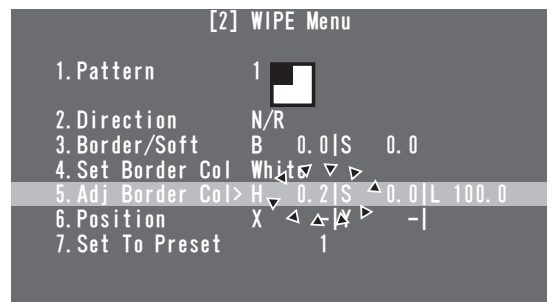 [2] WIPE Menu
1.Pattern 1
2.Direction N/R
3.Border/Soft B 0.0|S 0.0
4.Set Border Col White
5.Adj Border Col> H 0.2|S 0.0|L 100.0
6.Position X -|Y -|
7.Set To Preset 1